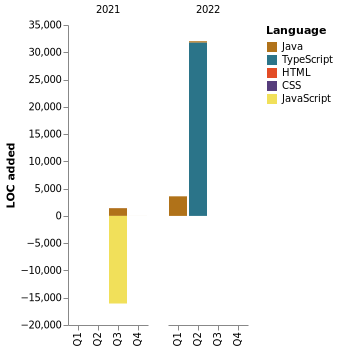 2021 2022
Language
Java
TypeScript
HTML
CSS
JavaScript
LOC added
35,000
30,000
25,000
20,000
15,000
10,000
5,000
0
−5,000
−10,000
−15,000
−20,000
Q1 Q2 Q3 Q4 Q1 Q2 Q3 Q4